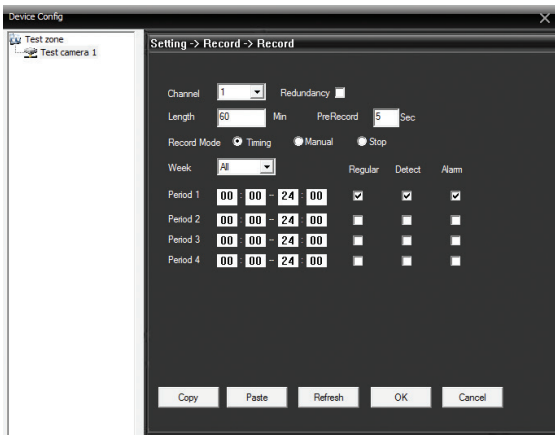 Device Config
Test zone
Test camera 1
Setting -> Record -> Record
Channel 1 Redundancy
Length 60 Min PreRecord 5 Sec
Record Mode Timing Manual Stop
Week All Regular Detect Alarm
Period 1 00 : 00 - 24 : 00
Period 2 00 : 00 - 24 : 00
Period 3 00 : 00 - 24 : 00
Period 4 00 : 00 - 24 : 00
Copy Paste Refresh OK Cancel